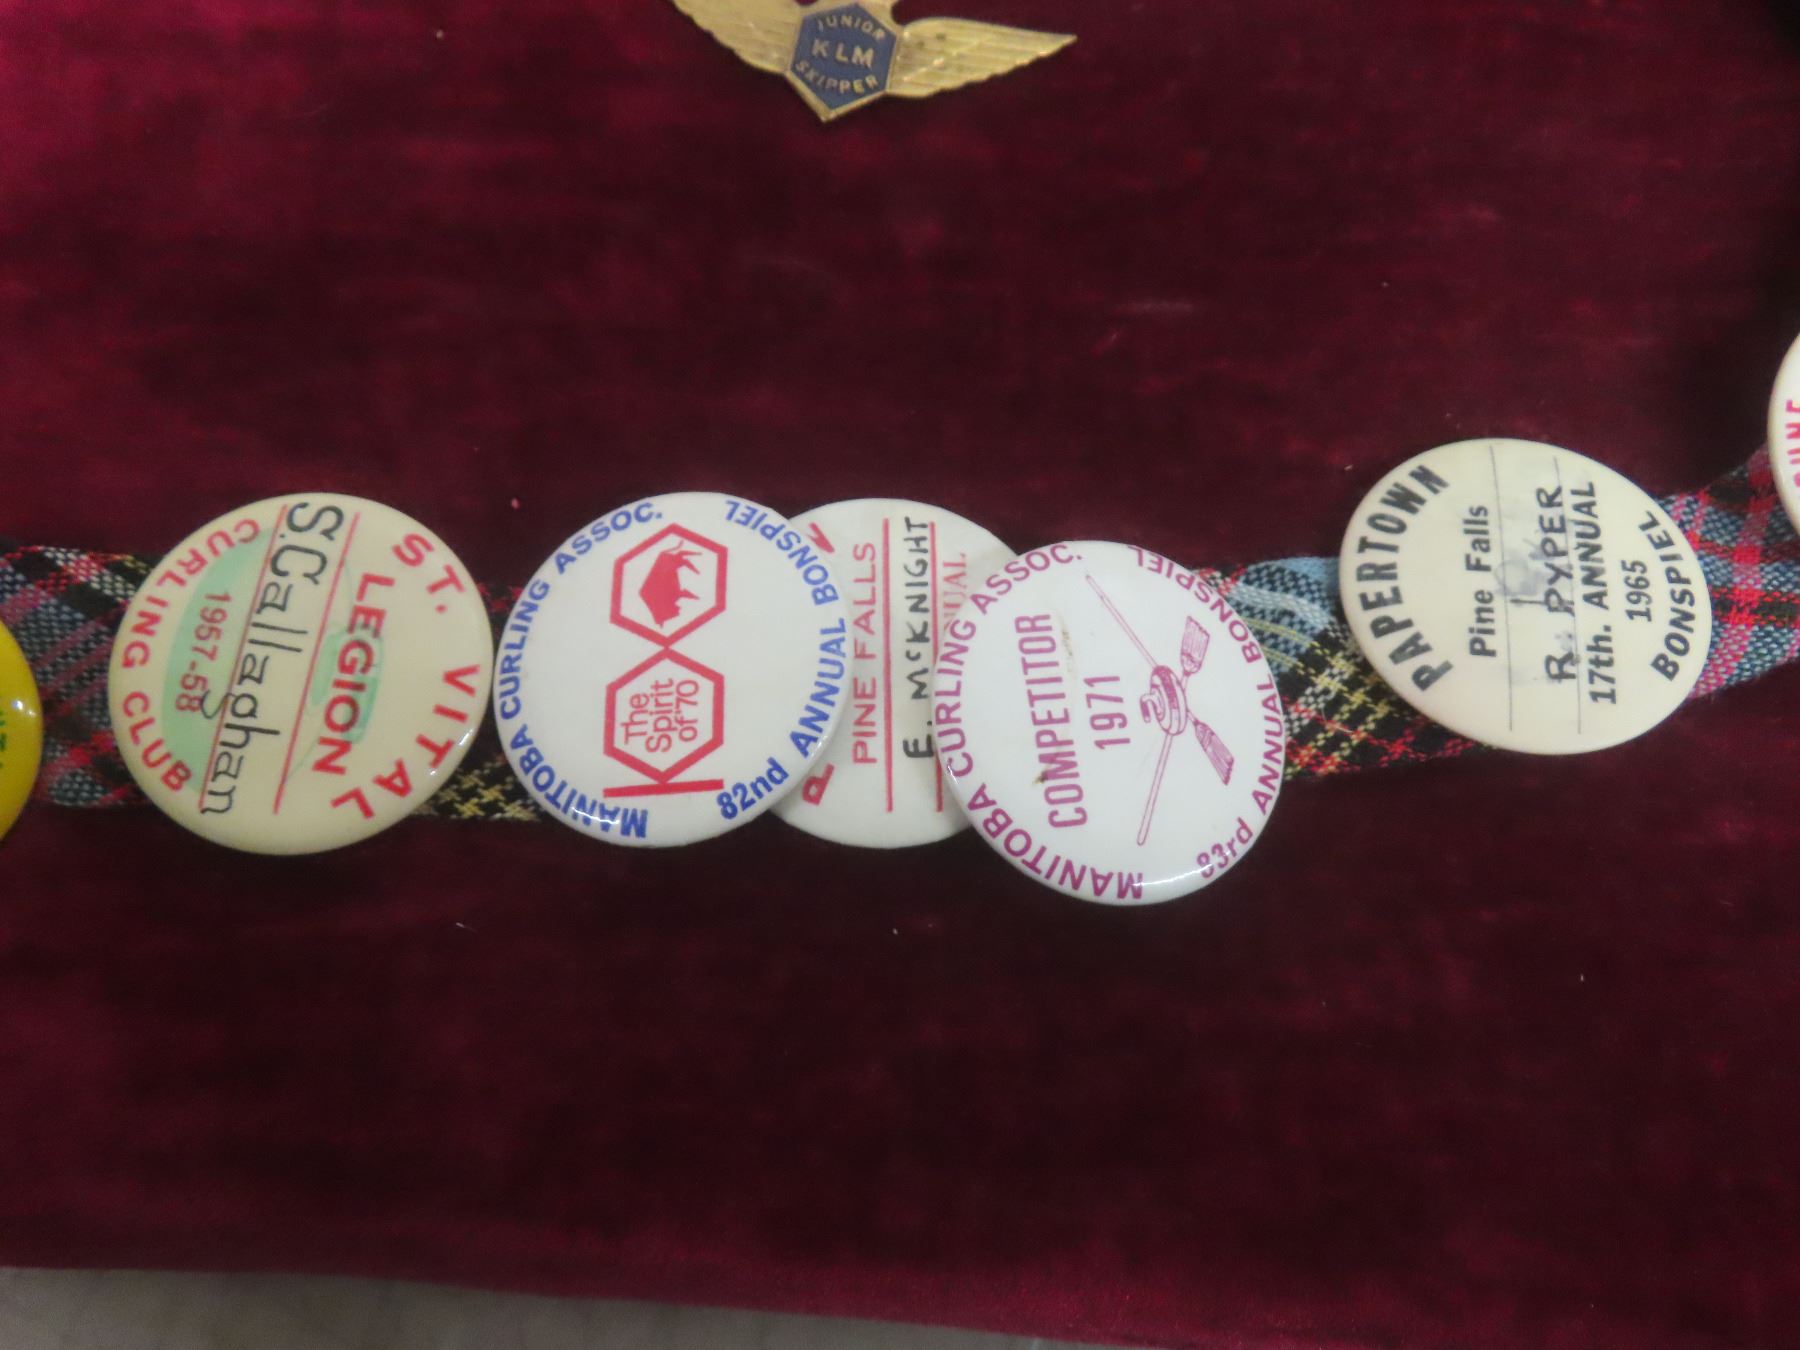 JUNIOR
KLM
SKIPPER
ST. VITAL
LEGION
S. Callaghan
1957-58
CURLING CLUB
MANITOBA CURLING ASSOC.
The
Spirit
of '70
82nd ANNUAL BONSPIEL
PINE FALLS
E. McKNIGHT
MANITOBA CURLING ASSOC.
COMPETITOR
1971
83rd ANNUAL BONSPIEL
PAPERTOWN
Pine Falls
R. PYPER
17th. ANNUAL
1965
BONSPIEL